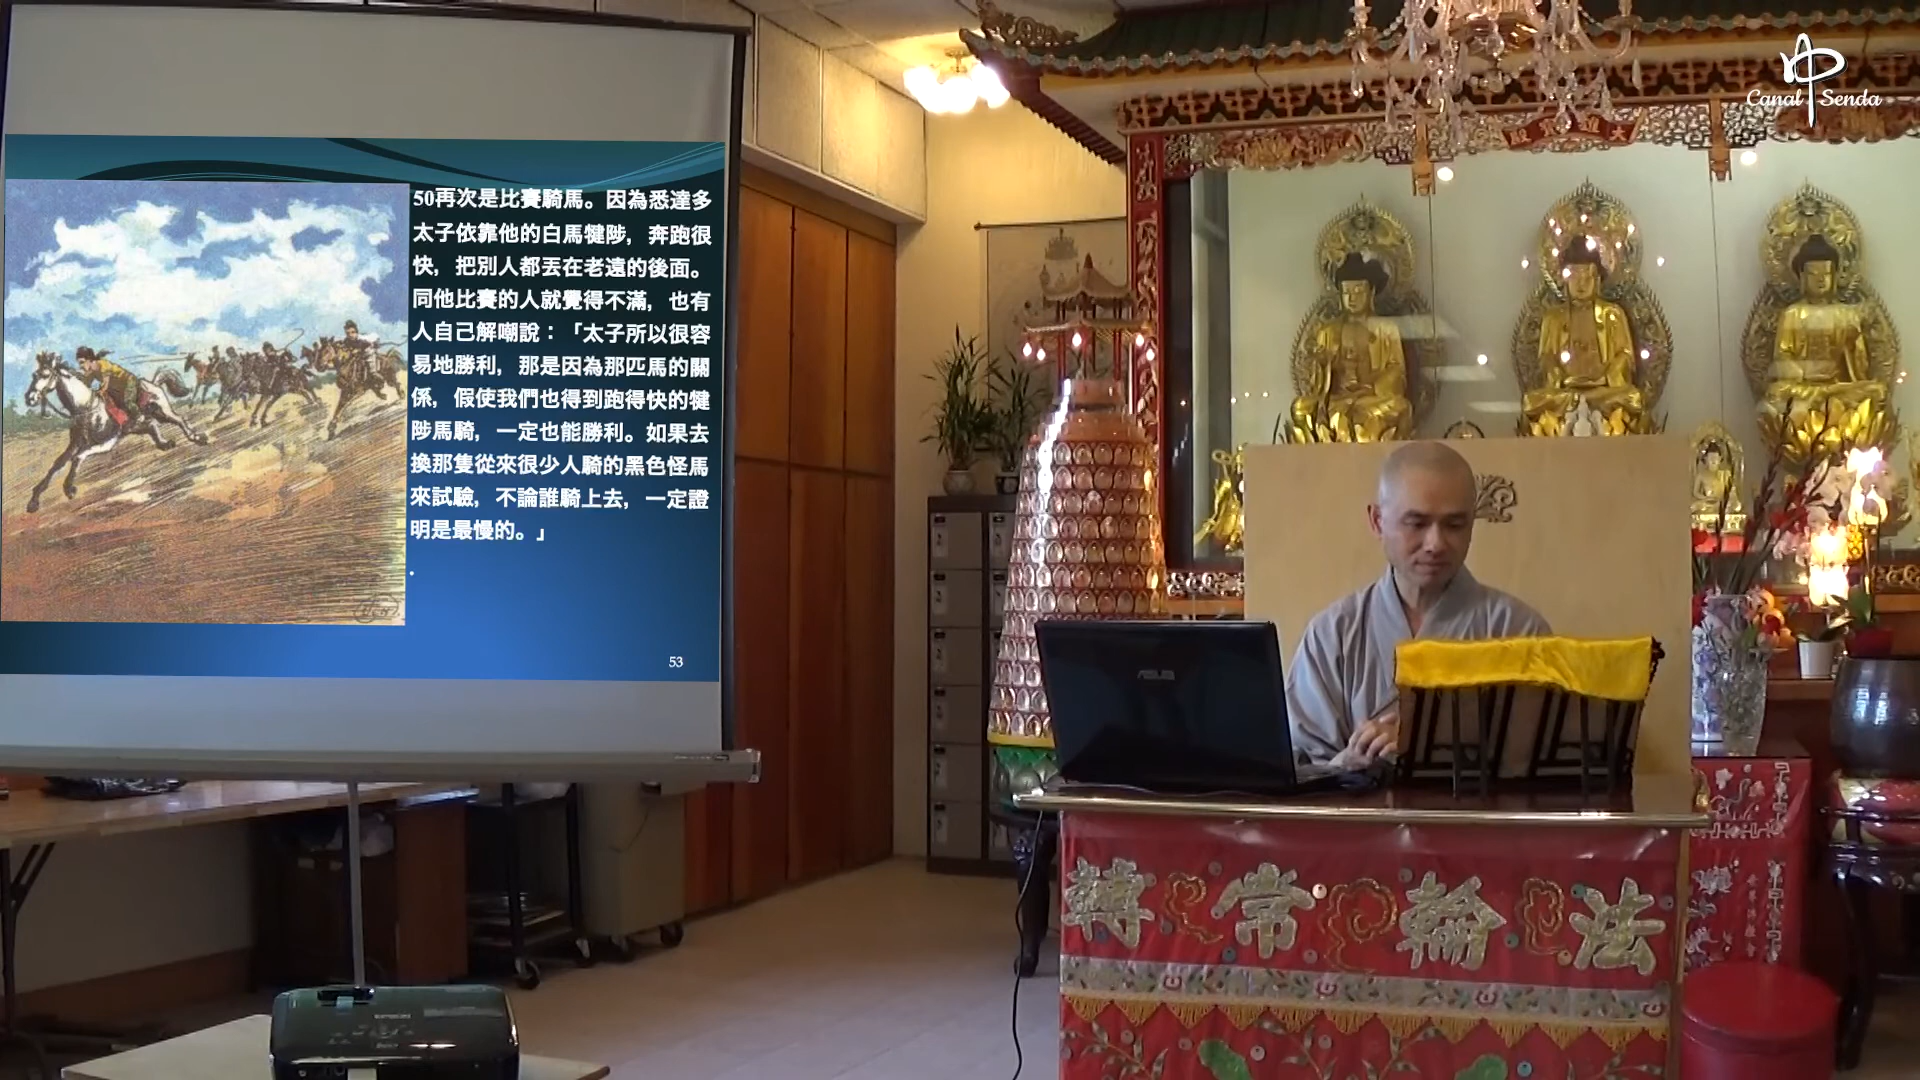 50再次是比賽騎馬。因為悉達多
太子依靠他的白馬犍陟，奔跑很
快，把別人都丟在老遠的後面。
同他比賽的人就覺得不滿，也有
人自己解嘲說：「太子所以很容
易地勝利，那是因為那匹馬的關
係，假使我們也得到跑得快的犍
陟馬騎，一定也能勝利。如果去
換那隻從來很少人騎的黑色怪馬
來試驗，不論誰騎上去，一定證
明是最慢的。」
.
53
Canal Senda
ASUS
轉常輪法
EPSON